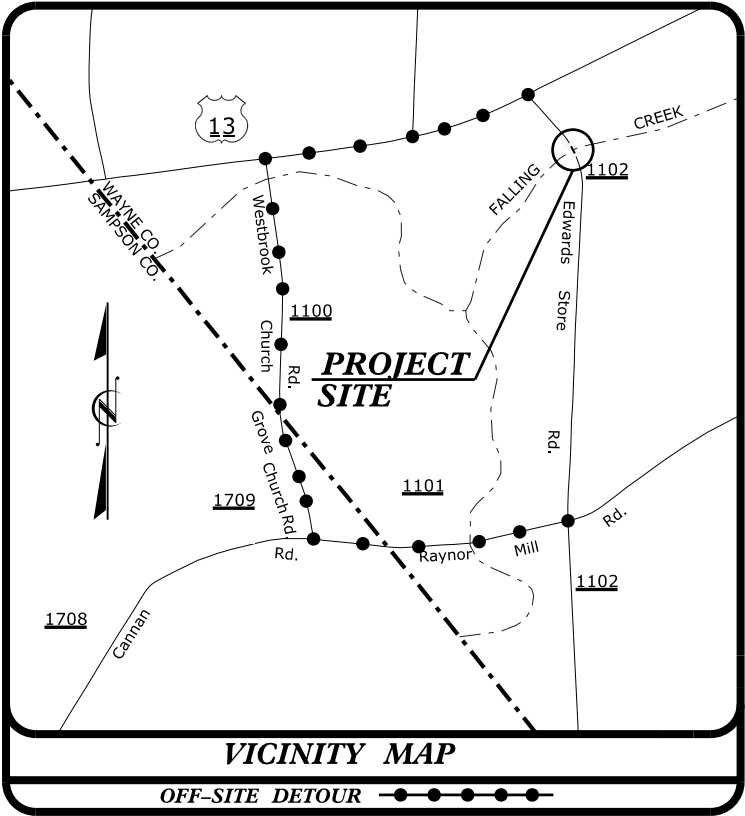 CREEK
13
1102
FALLING
WAYNE CO.
SAMPSON CO.
Westbrook
Edwards
1100
Store
Church
PROJECT
SITE
Rd.
Grove
Rd.
1101
Church
1709
Rd.
Rd.
Mill
Raynor
Rd.
1102
1708
Cannan
N
VICINITY MAP
OFF-SITE DETOUR